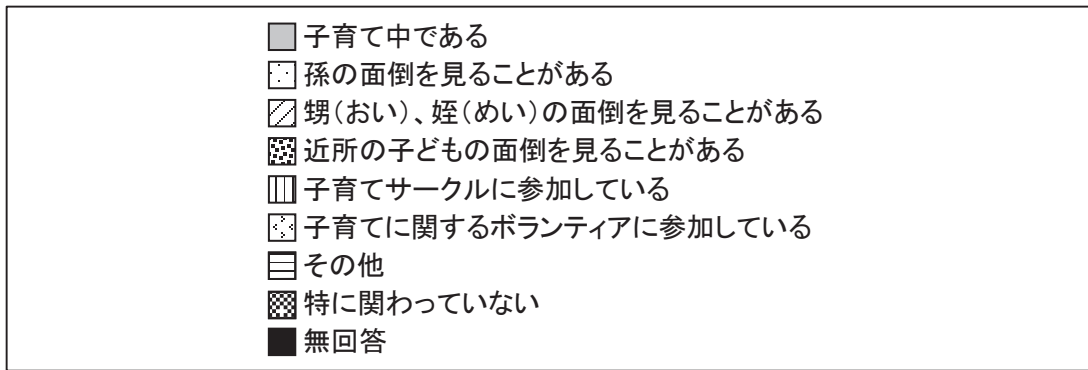 子育て中である
孫の面倒を見ることがある
甥(おい)、姪(めい)の面倒を見ることがある
近所の子どもの面倒を見ることがある
子育てサークルに参加している
子育てに関するボランティアに参加している
その他
特に関わっていない
無回答